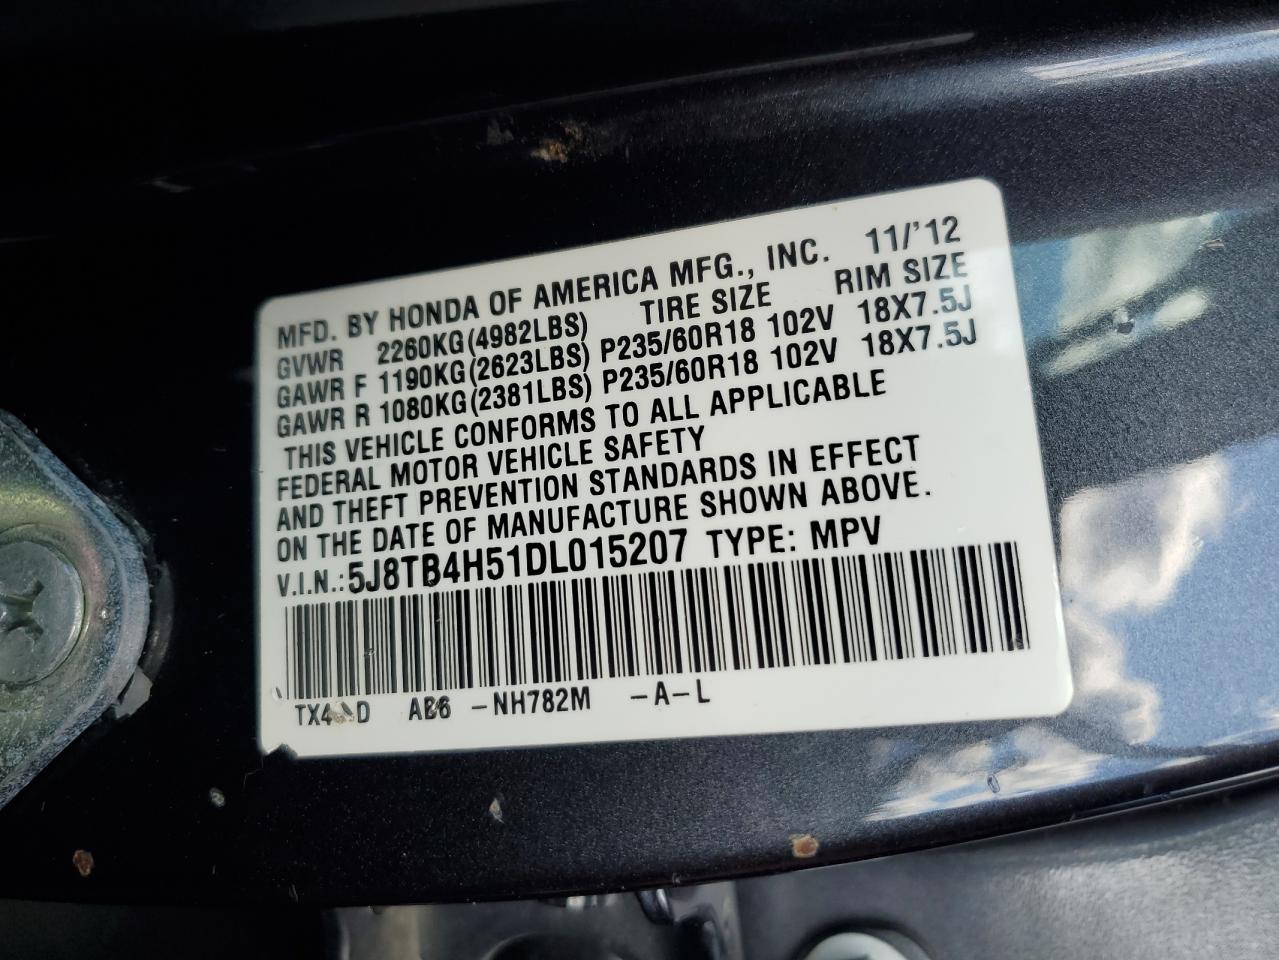 MFD. BY HONDA OF AMERICA MFG., INC. 11/'12
GVWR 2260KG(4982LBS) TIRE SIZE RIM SIZE
GAWR F 1190KG(2623LBS) P235/60R18 102V 18X7.5J
GAWR R 1080KG(2381LBS) P235/60R18 102V 18X7.5J
THIS VEHICLE CONFORMS TO ALL APPLICABLE
FEDERAL MOTOR VEHICLE SAFETY
AND THEFT PREVENTION STANDARDS IN EFFECT
ON THE DATE OF MANUFACTURE SHOWN ABOVE.
V.I.N.:5J8TB4H51DL015207 TYPE: MPV
-NH782M -A-L